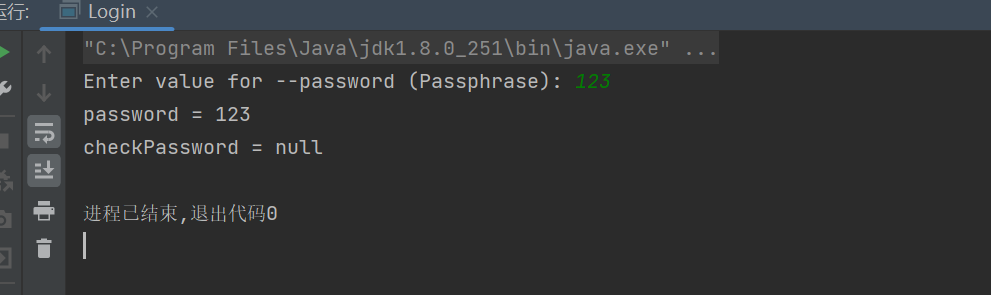 运行: Login
"C:\Program Files\Java\jdk1.8.0_251\bin\java.exe" ...
Enter value for --password (Passphrase): 123
password = 123
checkPassword = null
进程已结束,退出代码0